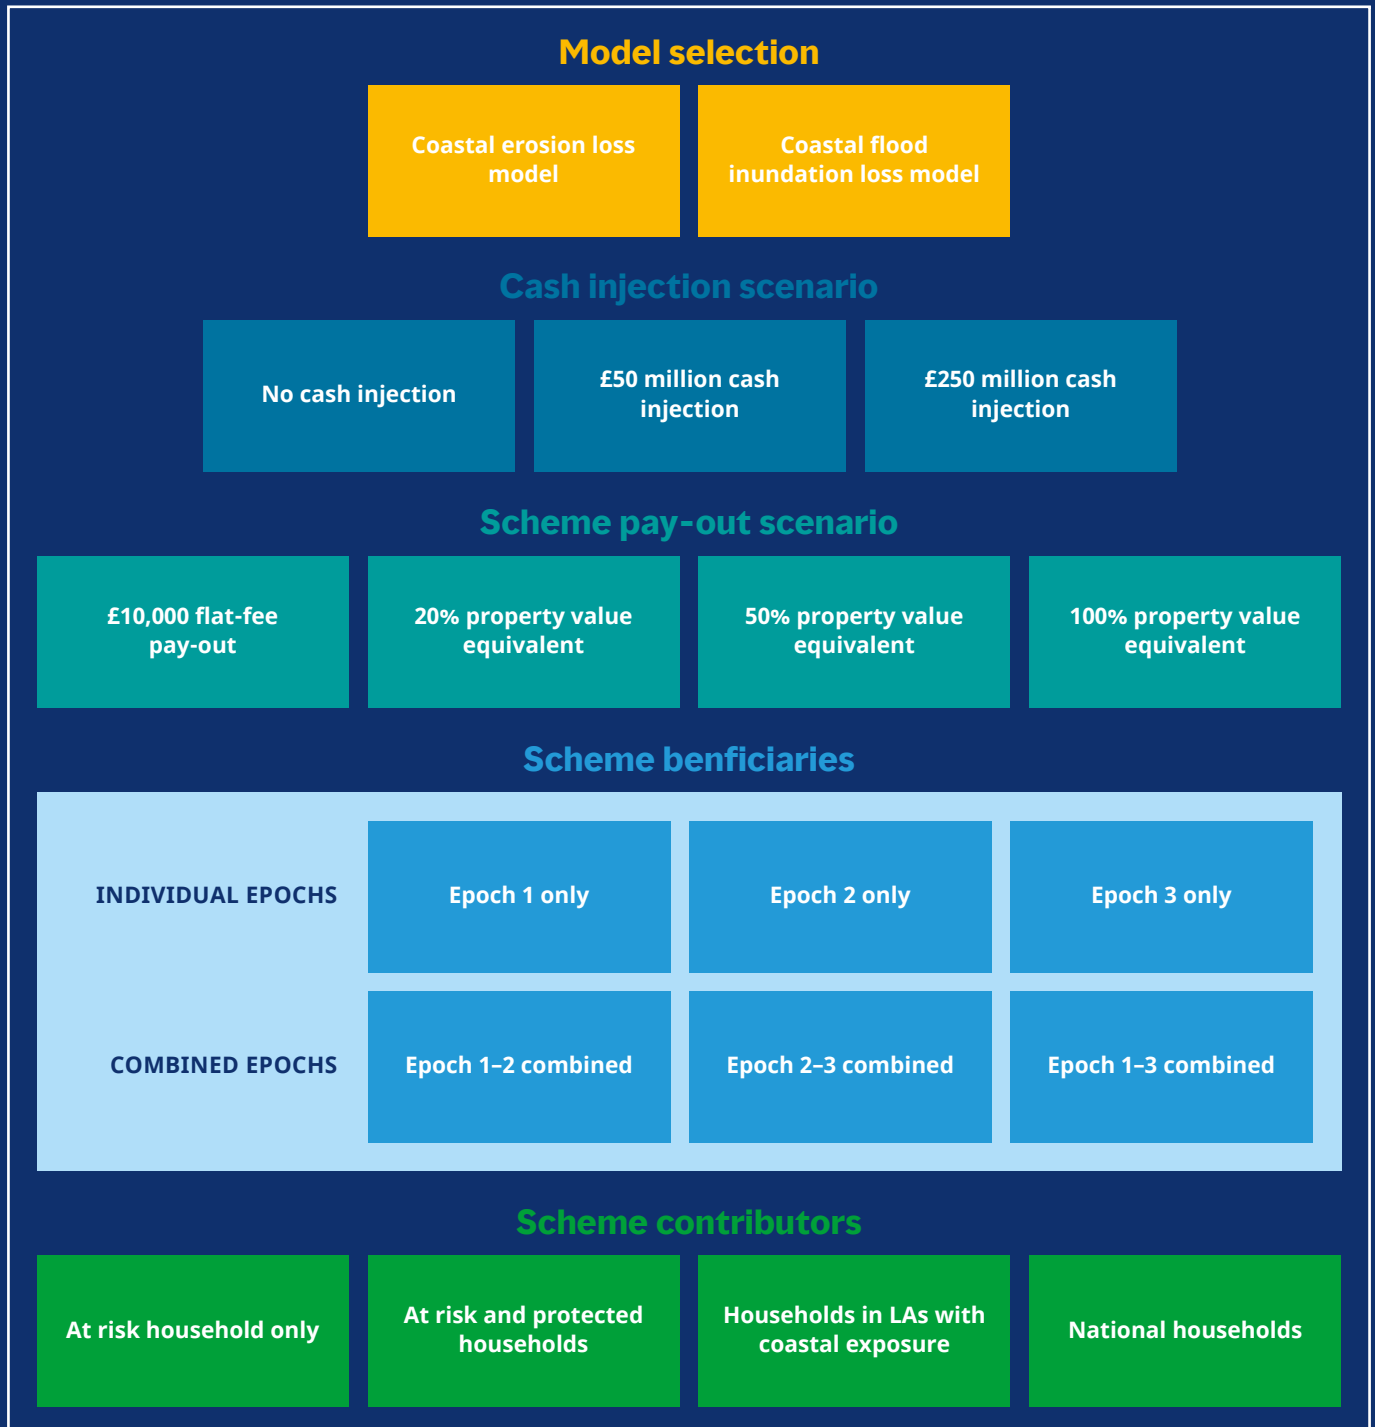 Model selection
Coastal erosion loss
model
Coastal flood
inundation loss model
Cash injection scenario
No cash injection
£50 million cash
injection
£250 million cash
injection
Scheme pay-out scenario
£10,000 flat-fee
pay-out
20% property value
equivalent
50% property value
equivalent
100% property value
equivalent
Scheme benficiaries
INDIVIDUAL EPOCHS
Epoch 1 only
Epoch 2 only
Epoch 3 only
COMBINED EPOCHS
Epoch 1–2 combined
Epoch 2–3 combined
Epoch 1–3 combined
Scheme contributors
At risk household only
At risk and protected
households
Households in LAs with
coastal exposure
National households